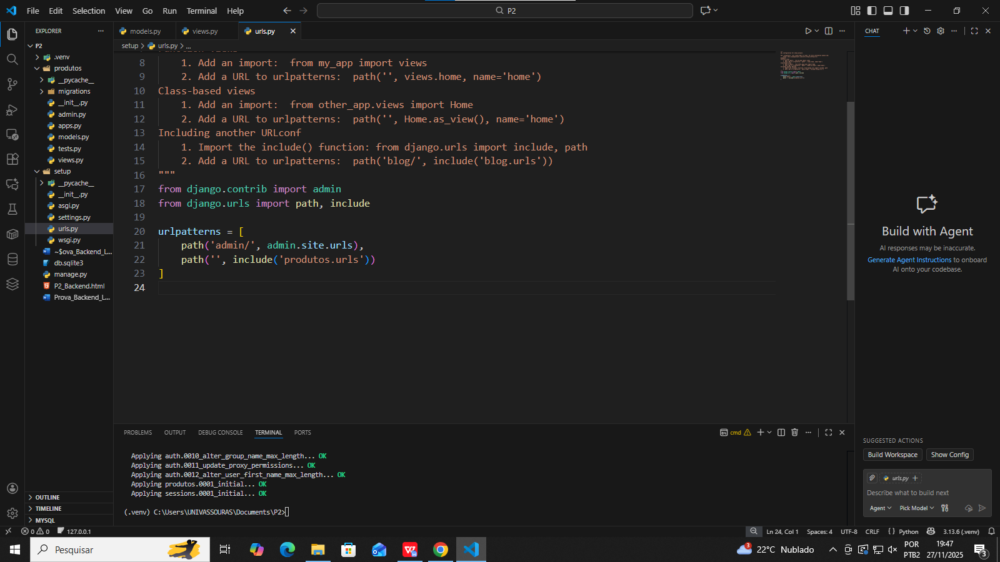 File Edit Selection View Go Run Terminal Help
P2
EXPLORER
P2
.venv
produtos
__pycache__
migrations
__init__.py
admin.py
apps.py
models.py
tests.py
views.py
setup
__pycache__
__init__.py
asgi.py
settings.py
urls.py
wsgi.py
~$ova_Backend_L...
db.sqlite3
manage.py
P2_Backend.html
Prova_Backend_L...
OUTLINE
TIMELINE
MYSQL
models.py views.py urls.py
setup > urls.py > ...
8 1. Add an import:  from my_app import views
9 2. Add a URL to urlpatterns:  path('', views.home, name='home')
10 Class-based views
11 1. Add an import:  from other_app.views import Home
12 2. Add a URL to urlpatterns:  path('', Home.as_view(), name='home')
13 Including another URLconf
14 1. Import the include() function: from django.urls import include, path
15 2. Add a URL to urlpatterns:  path('blog/', include('blog.urls'))
16 """
17 from django.contrib import admin
18 from django.urls import path, include
19
20 urlpatterns = [
21 path('admin/', admin.site.urls),
22 path('', include('produtos.urls'))
23 ]
24
PROBLEMS OUTPUT DEBUG CONSOLE TERMINAL PORTS
cmd
Applying auth.0010_alter_group_name_max_length... OK
Applying auth.0011_update_proxy_permissions... OK
Applying auth.0012_alter_user_first_name_max_length... OK
Applying produtos.0001_initial... OK
Applying sessions.0001_initial... OK
(.venv) C:\Users\UNIVASSOURAS\Documents\P2>
CHAT
Build with Agent
AI responses may be inaccurate.
Generate Agent Instructions to onboard
AI onto your codebase.
SUGGESTED ACTIONS
Build Workspace Show Config
urls.py
Describe what to build next
Agent Pick Model
0 0 127.0.0.1
Ln 24, Col 1 Spaces: 4 UTF-8 CRLF { } Python 3.13.6 (.venv)
Pesquisar
3
22°C Nublado
POR
PTB2
19:47
27/11/2025
3